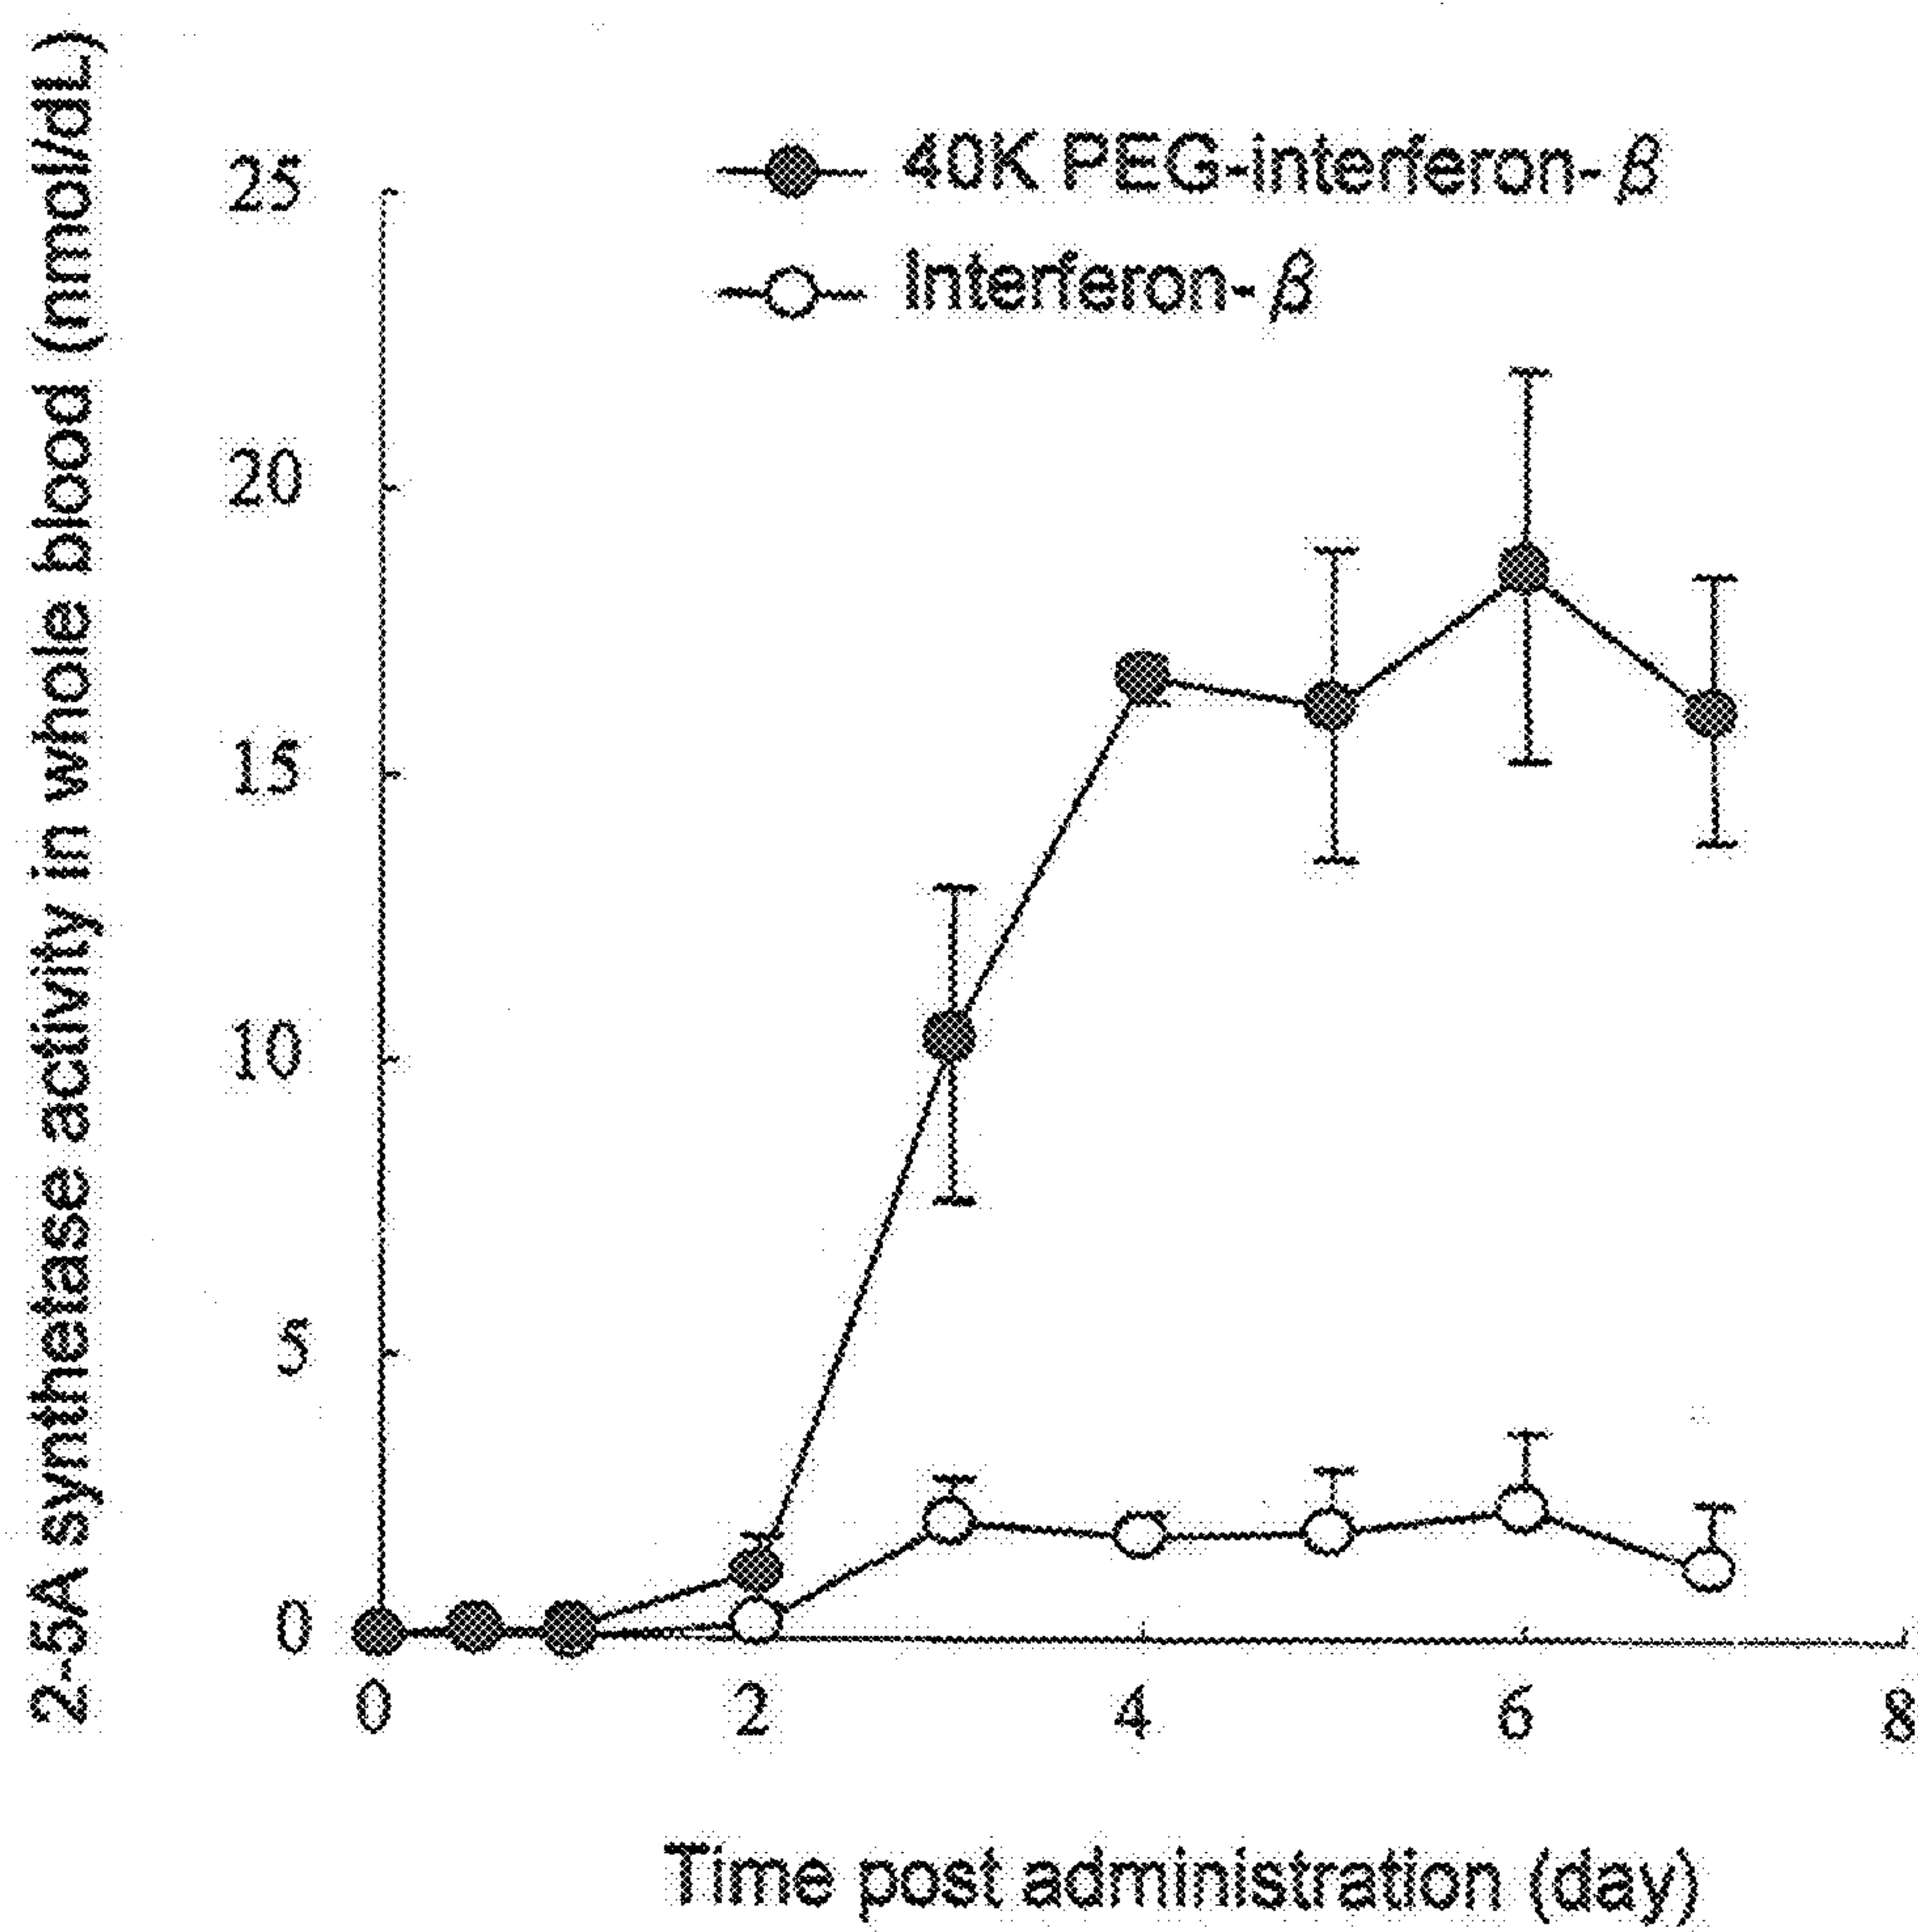 2-5A synthetase activity in whole blood (nmol/dL)
40K PEG-interferon-β
Interferon-β
25
20
15
10
5
0
0 2 4 6 8
Time post administration (day)